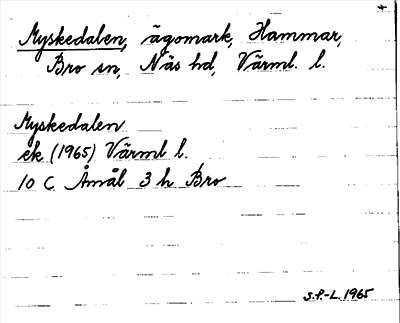 Myskedalen, ägomark, Hammar,
Bro sn, Näs hd, Värml. l.
Myskedalen
ek (1965) Värml l.
10 C Åmål 3 h Bro
S.P.-L. 1965